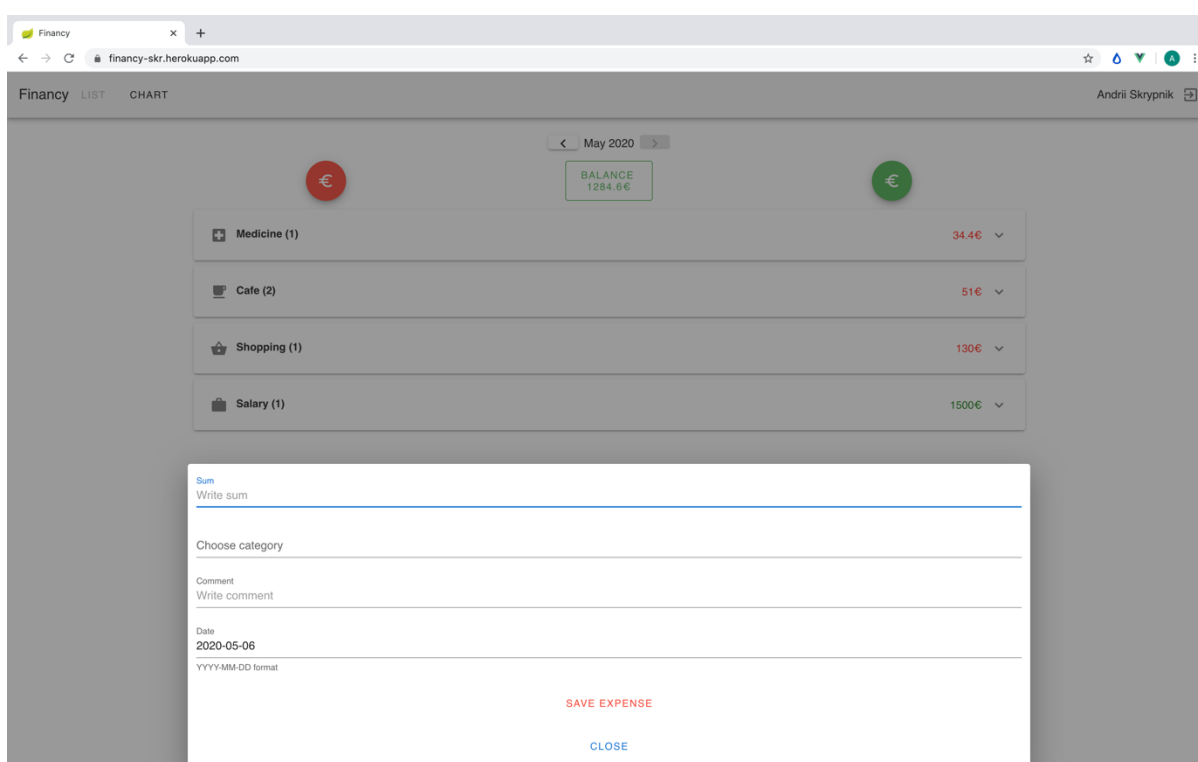 Financy
financy-skr.herokuapp.com
A
Financy LIST CHART Andrii Skrypnik
May 2020
€ BALANCE €
1284.6€
Medicine (1) 34.4€
Cafe (2) 51€
Shopping (1) 130€
Salary (1) 1500€
Sum
Write sum
Choose category
Comment
Write comment
Date
2020-05-06
YYYY-MM-DD format
SAVE EXPENSE
CLOSE